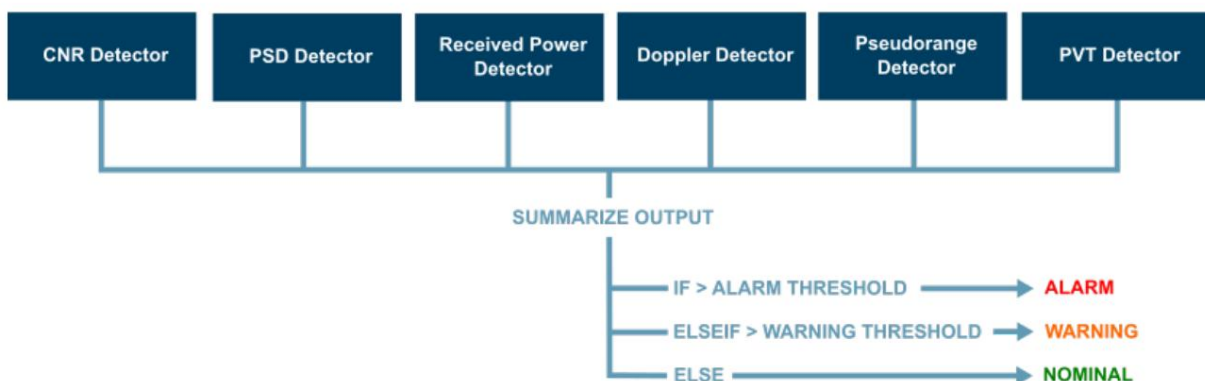 CNR Detector
PSD Detector
Received Power
Detector
Doppler Detector
Pseudorange
Detector
PVT Detector
SUMMARIZE OUTPUT
IF > ALARM THRESHOLD
ALARM
ELSEIF > WARNING THRESHOLD
WARNING
ELSE
NOMINAL